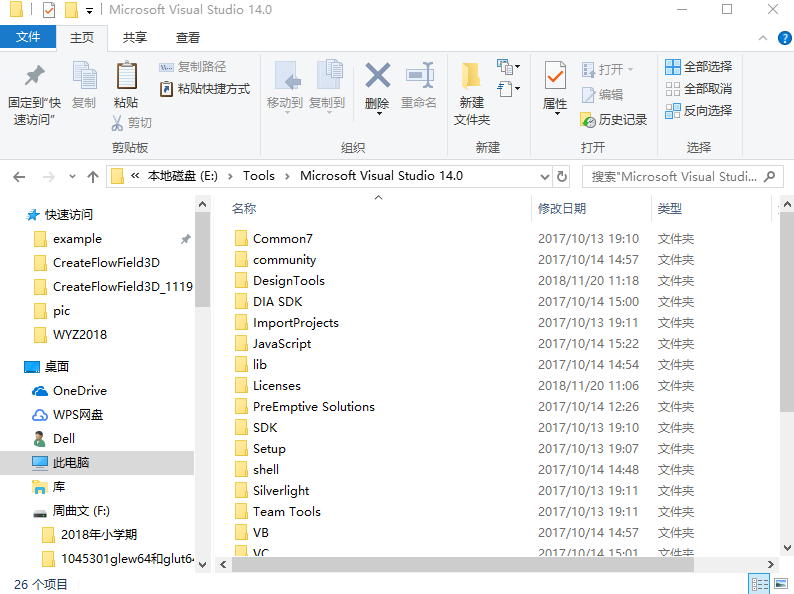 Microsoft Visual Studio 14.0
文件 主页 共享 查看
固定到"快速访问"
复制
粘贴
复制路径
粘贴快捷方式
剪切
剪贴板
移动到 复制到 删除 重命名
组织
新建文件夹
新建
属性
打开
编辑
历史记录
打开
全部选择
全部取消
反向选择
选择
« 本地磁盘 (E:) › Tools › Microsoft Visual Studio 14.0
搜索"Microsoft Visual Studi...
快速访问
example
CreateFlowField3D
CreateFlowField3D_1119
pic
WYZ2018
桌面
OneDrive
WPS网盘
Dell
此电脑
库
周曲文 (F:)
2018年小学期
1045301glew64和glut64
名称 修改日期 类型
Common7 2017/10/13 19:10 文件夹
community 2017/10/14 14:57 文件夹
DesignTools 2018/11/20 11:18 文件夹
DIA SDK 2017/10/14 15:00 文件夹
ImportProjects 2017/10/13 19:11 文件夹
JavaScript 2017/10/14 15:22 文件夹
lib 2017/10/14 14:54 文件夹
Licenses 2018/11/20 11:06 文件夹
PreEmptive Solutions 2017/10/14 12:26 文件夹
SDK 2017/10/13 19:10 文件夹
Setup 2017/10/13 19:07 文件夹
shell 2017/10/14 14:48 文件夹
Silverlight 2017/10/13 19:11 文件夹
Team Tools 2017/10/13 19:11 文件夹
VB 2017/10/14 14:57 文件夹
VC 2017/10/14 15:01 文件夹
26 个项目